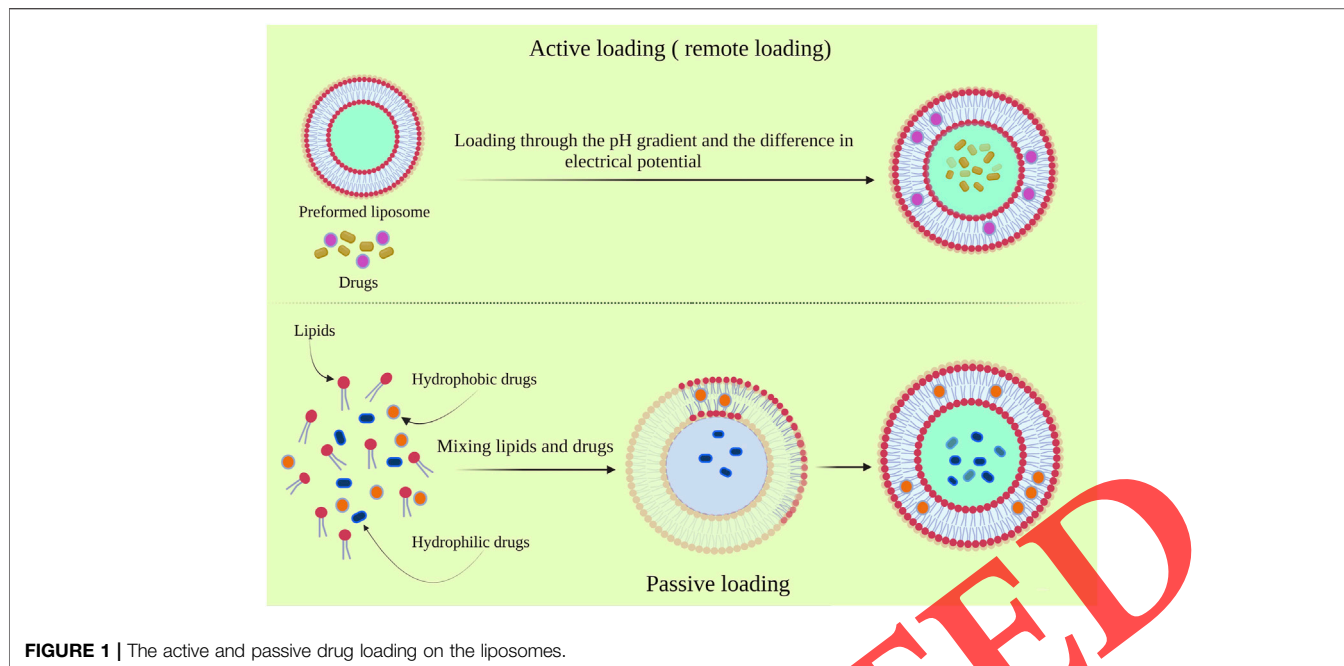 Active loading ( remote loading)
Loading through the pH gradient and the difference in
electrical potential
Preformed liposome
Drugs
Lipids
Hydrophobic drugs
Mixing lipids and drugs
Hydrophilic drugs
Passive loading
FIGURE 1 | The active and passive drug loading on the liposomes.